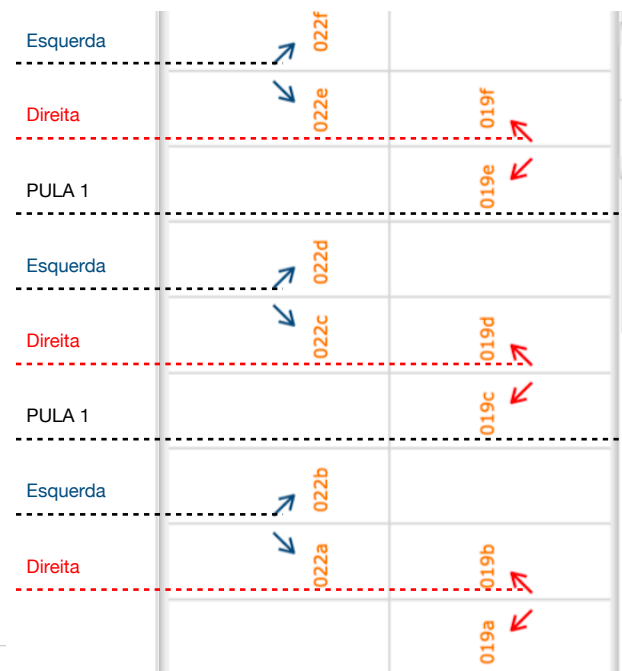 022f
Esquerda
022e
019f
Direita
019e
PULA 1
022d
Esquerda
022c
019d
Direita
019c
PULA 1
022b
Esquerda
022a
019b
Direita
019a